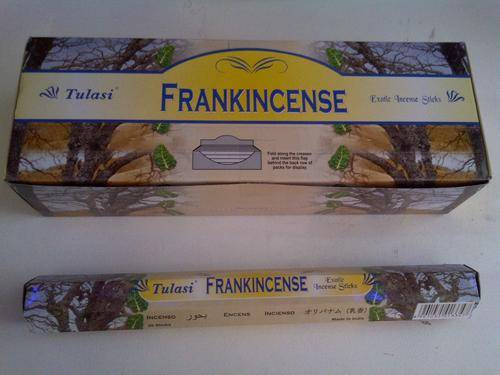 Tulasi
FRANKINCENSE
Exotic Incense Sticks
Fold along the creases
and insert this flap
behind the back row of
packs for display.
Tulasi
FRANKINCENSE
Exotic
Incense Sticks
INCENSO بخور ENCENS INCIENSO オリバナム (乳香)
20 Sticks Made in India